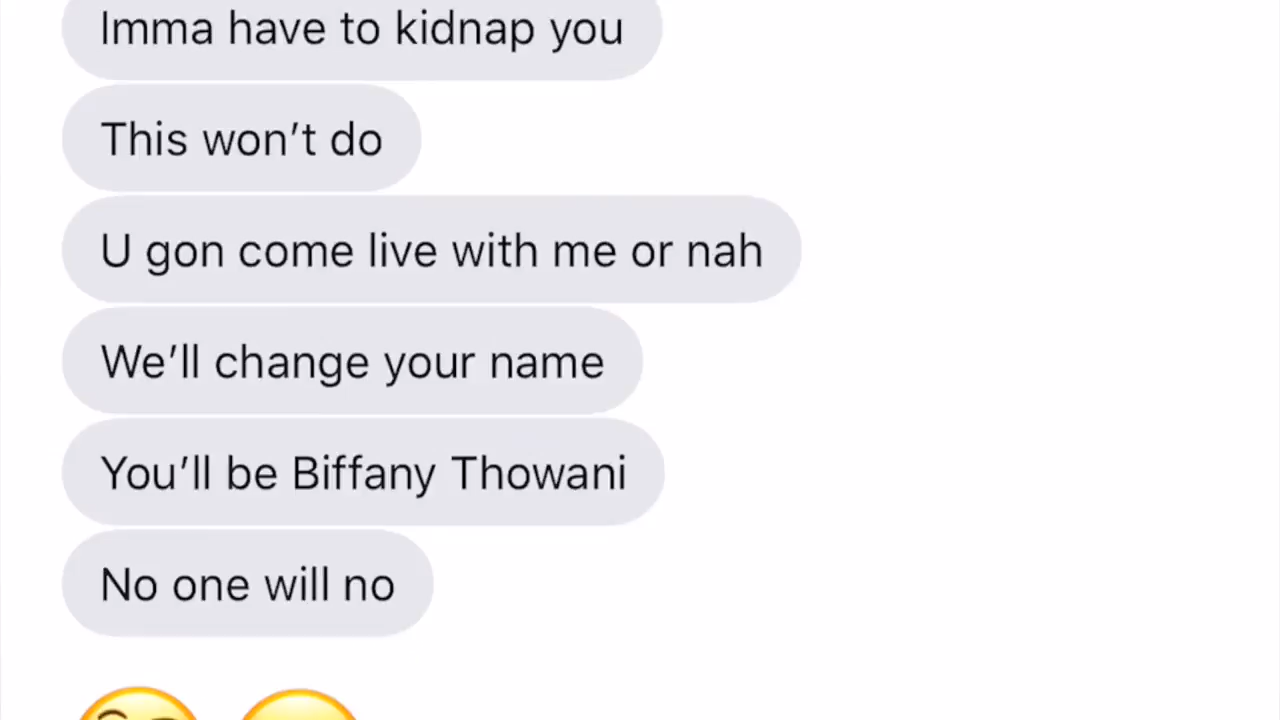 Imma have to kidnap you
This won’t do
U gon come live with me or nah
We’ll change your name
You’ll be Biffany Thowani
No one will no